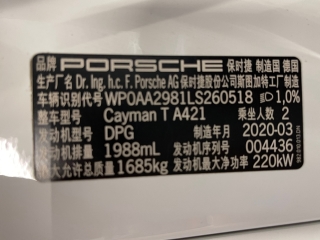 品牌 PORSCHE 保时捷 制造国 德国
生产厂名 Dr. Ing. h.c. F. Porsche AG 保时捷股份公司斯图加特工厂制造
车辆识别代号 WP0AA2981LS260518 1,0%
整车型号 Cayman T A421 乘坐人数 2
发动机型号 DPG 制造年月 2020-03
发动机排量 1988mL 发动机序列号 004436
最大允许总质量 1685kg 发动机最大净功率 220kW